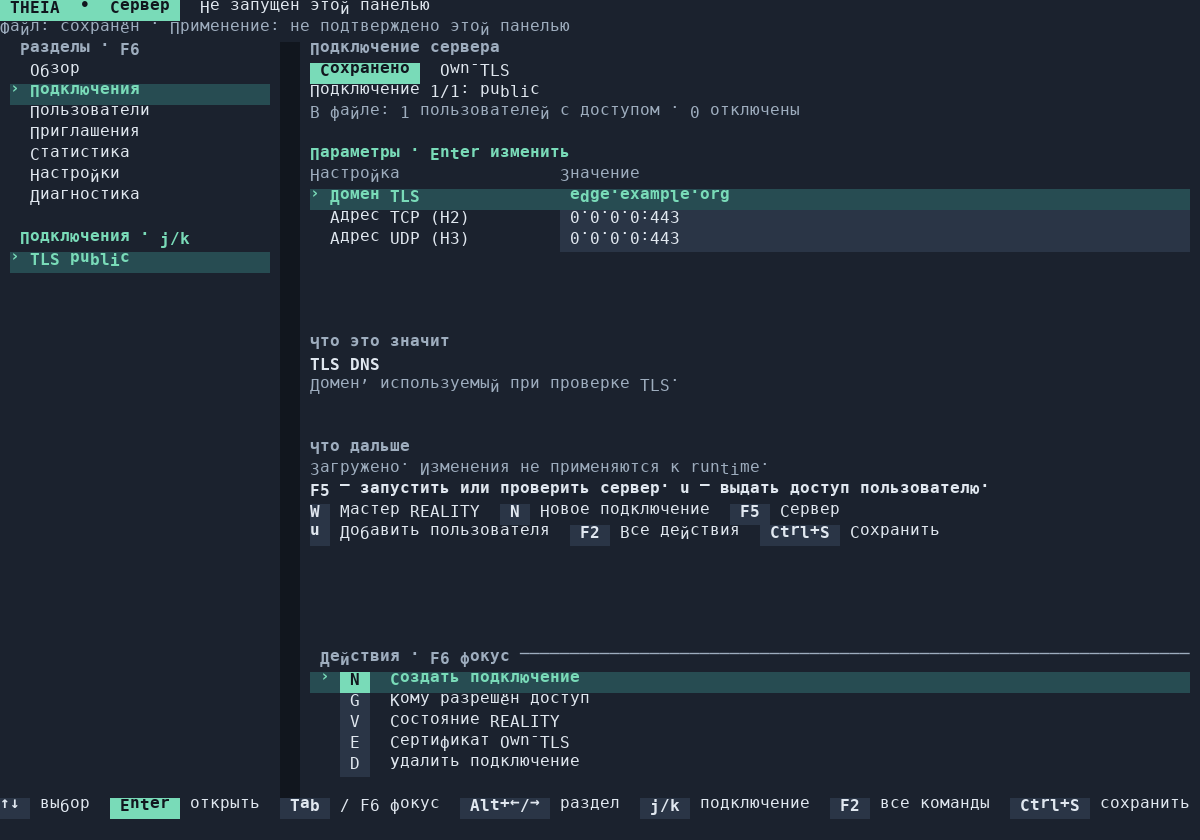 THEIA • Сервер Не запущен этой панелью
Файл: сохранён · Применение: не подтверждено этой панелью
Разделы · F6
Обзор
› Подключения
Пользователи
Приглашения
Статистика
Настройки
Диагностика
Подключения · j/k
› TLS public
Подключение сервера
Сохранено Own-TLS
Подключение 1/1: public
В файле: 1 пользователей с доступом · 0 отключены
Параметры · Enter изменить
Настройка Значение
› Домен TLS edge.example.org
Адрес TCP (H2) 0.0.0.0:443
Адрес UDP (H3) 0.0.0.0:443
Что это значит
TLS DNS
Домен, используемый при проверке TLS.
Что дальше
Загружено. Изменения не применяются к runtime.
F5 — запустить или проверить сервер. u — выдать доступ пользователю.
W Мастер REALITY N Новое подключение F5 Сервер
u Добавить пользователя F2 Все действия Ctrl+S Сохранить
Действия · F6 фокус
› N Создать подключение
G Кому разрешён доступ
V Состояние REALITY
E Сертификат Own-TLS
D Удалить подключение
↑↓ выбор Enter открыть Tab / F6 фокус Alt+←/→ раздел j/k подключение F2 все команды Ctrl+S сохранить